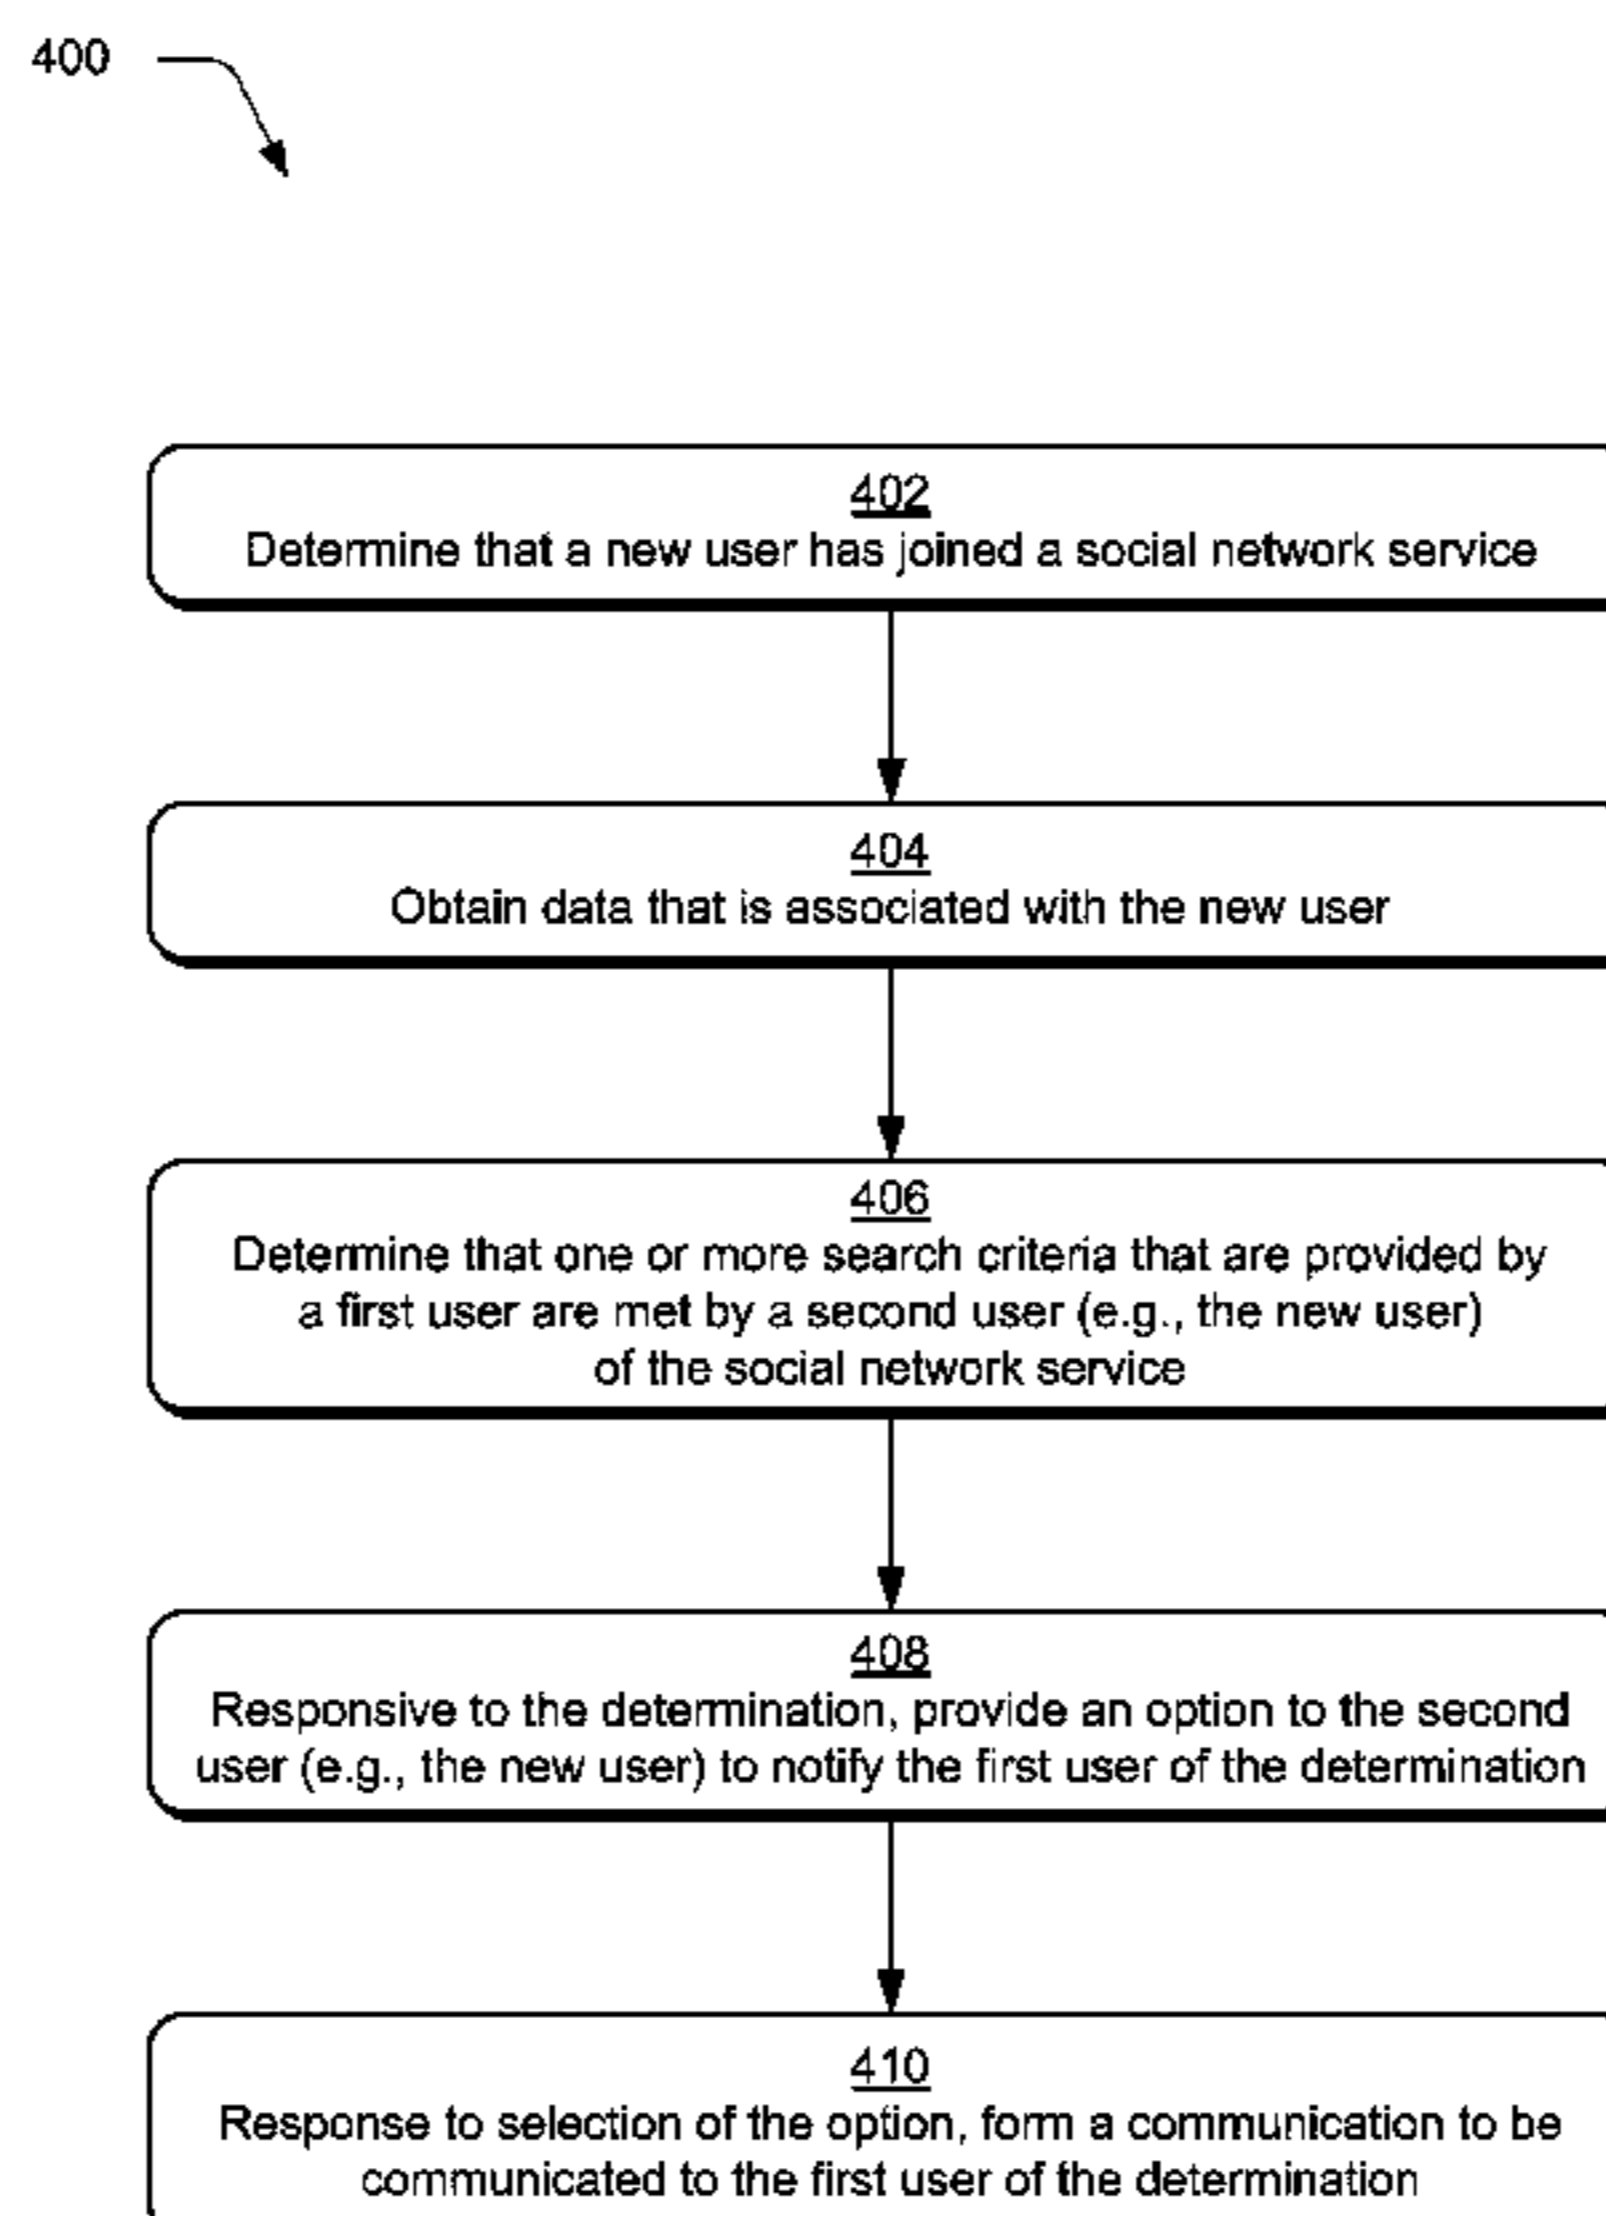 400
402
Determine that a new user has joined a social network service
404
Obtain data that is associated with the new user
406
Determine that one or more search criteria that are provided by
a first user are met by a second user (e.g., the new user)
of the social network service
408
Responsive to the determination, provide an option to the second
user (e.g., the new user) to notify the first user of the determination
410
Response to selection of the option, form a communication to be
communicated to the first user of the determination